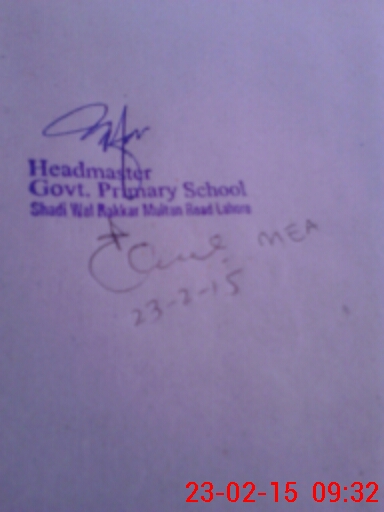 Headmaster
Govt. Primary School
Shadi Wal Rakkar Multan Road Lahore
MEA
23-2-15
23-02-15 09:32